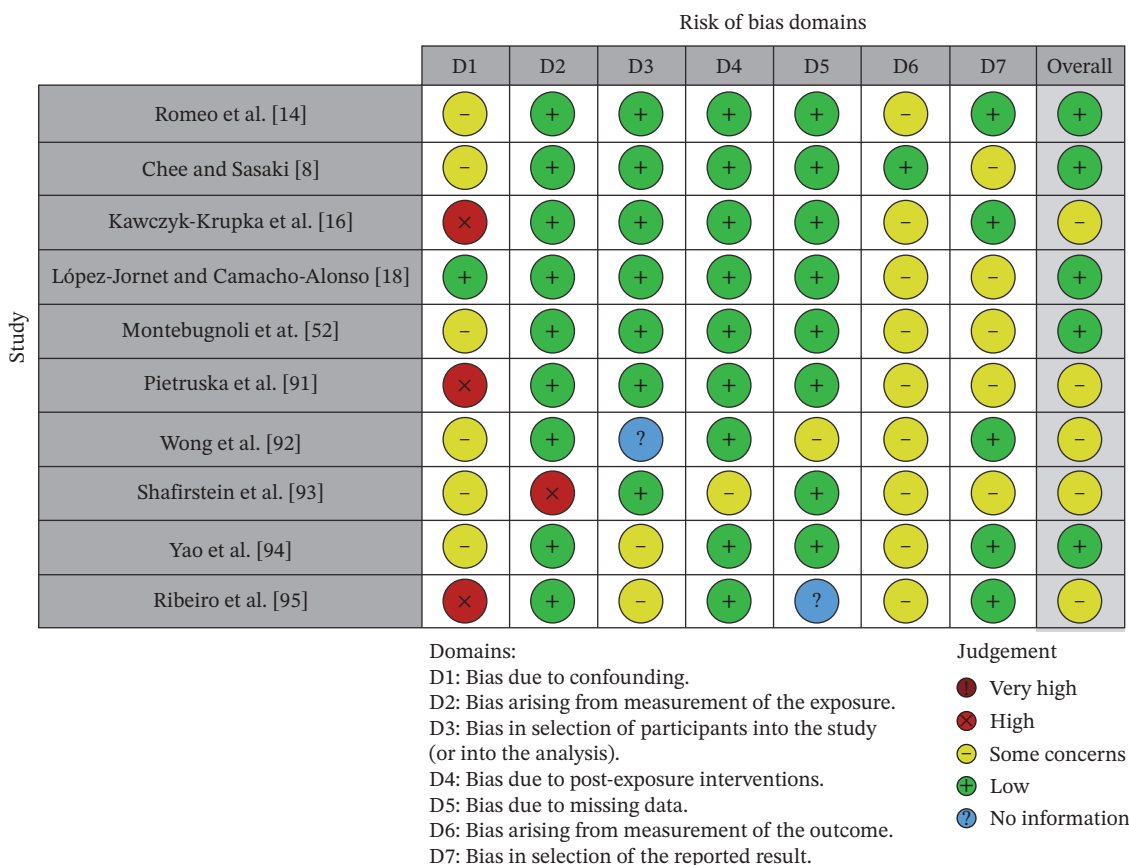 Risk of bias domains
D1 D2 D3 D4 D5 D6 D7 Overall
Study
Romeo et al. [14] - + + + + - + +
Chee and Sasaki [8] - + + + + + - +
Kawczyk-Krupka et al. [16] × + + + + - + -
López-Jornet and Camacho-Alonso [18] + + + + + - - +
Montebugnoli et at. [52] - + + + + - - +
Pietruska et al. [91] × + + + + - - -
Wong et al. [92] - + ? + - - + -
Shafirstein et al. [93] - × + - + - - -
Yao et al. [94] - + - + + - + +
Ribeiro et al. [95] × + - + ? - + -
Domains:
D1: Bias due to confounding.
D2: Bias arising from measurement of the exposure.
D3: Bias in selection of participants into the study
(or into the analysis).
D4: Bias due to post-exposure interventions.
D5: Bias due to missing data.
D6: Bias arising from measurement of the outcome.
D7: Bias in selection of the reported result.
Judgement
! Very high
× High
- Some concerns
+ Low
? No information